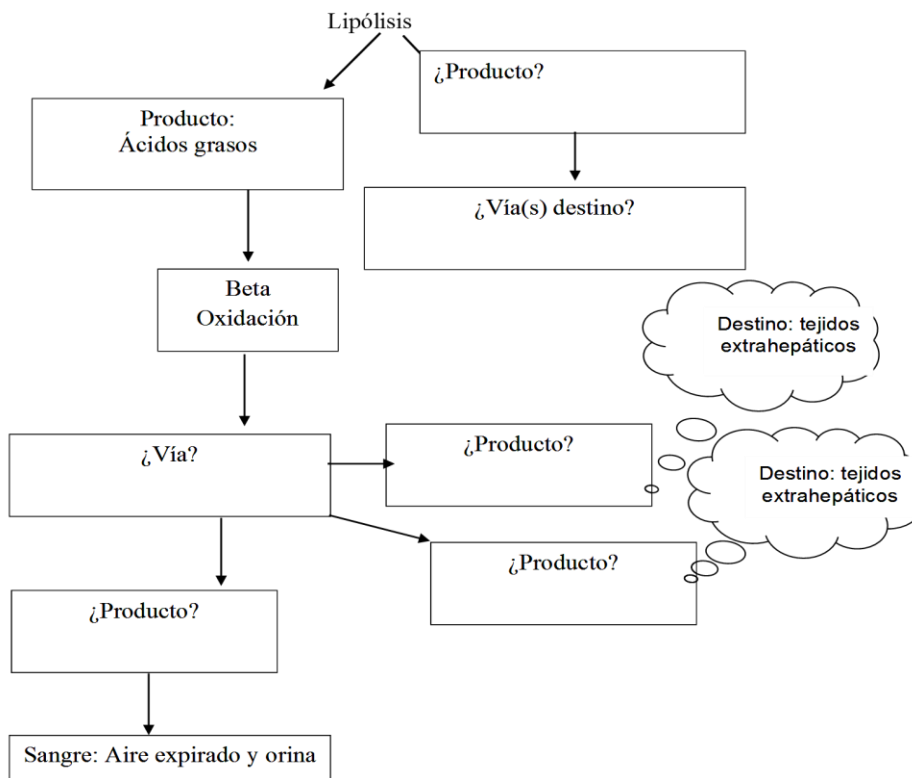 Lipólisis
¿Producto?
Producto:
Ácidos grasos
¿Vía(s) destino?
Beta
Oxidación
Destino: tejidos
extrahepáticos
¿Vía?
¿Producto?
Destino: tejidos
extrahepáticos
¿Producto?
¿Producto?
Sangre: Aire expirado y orina